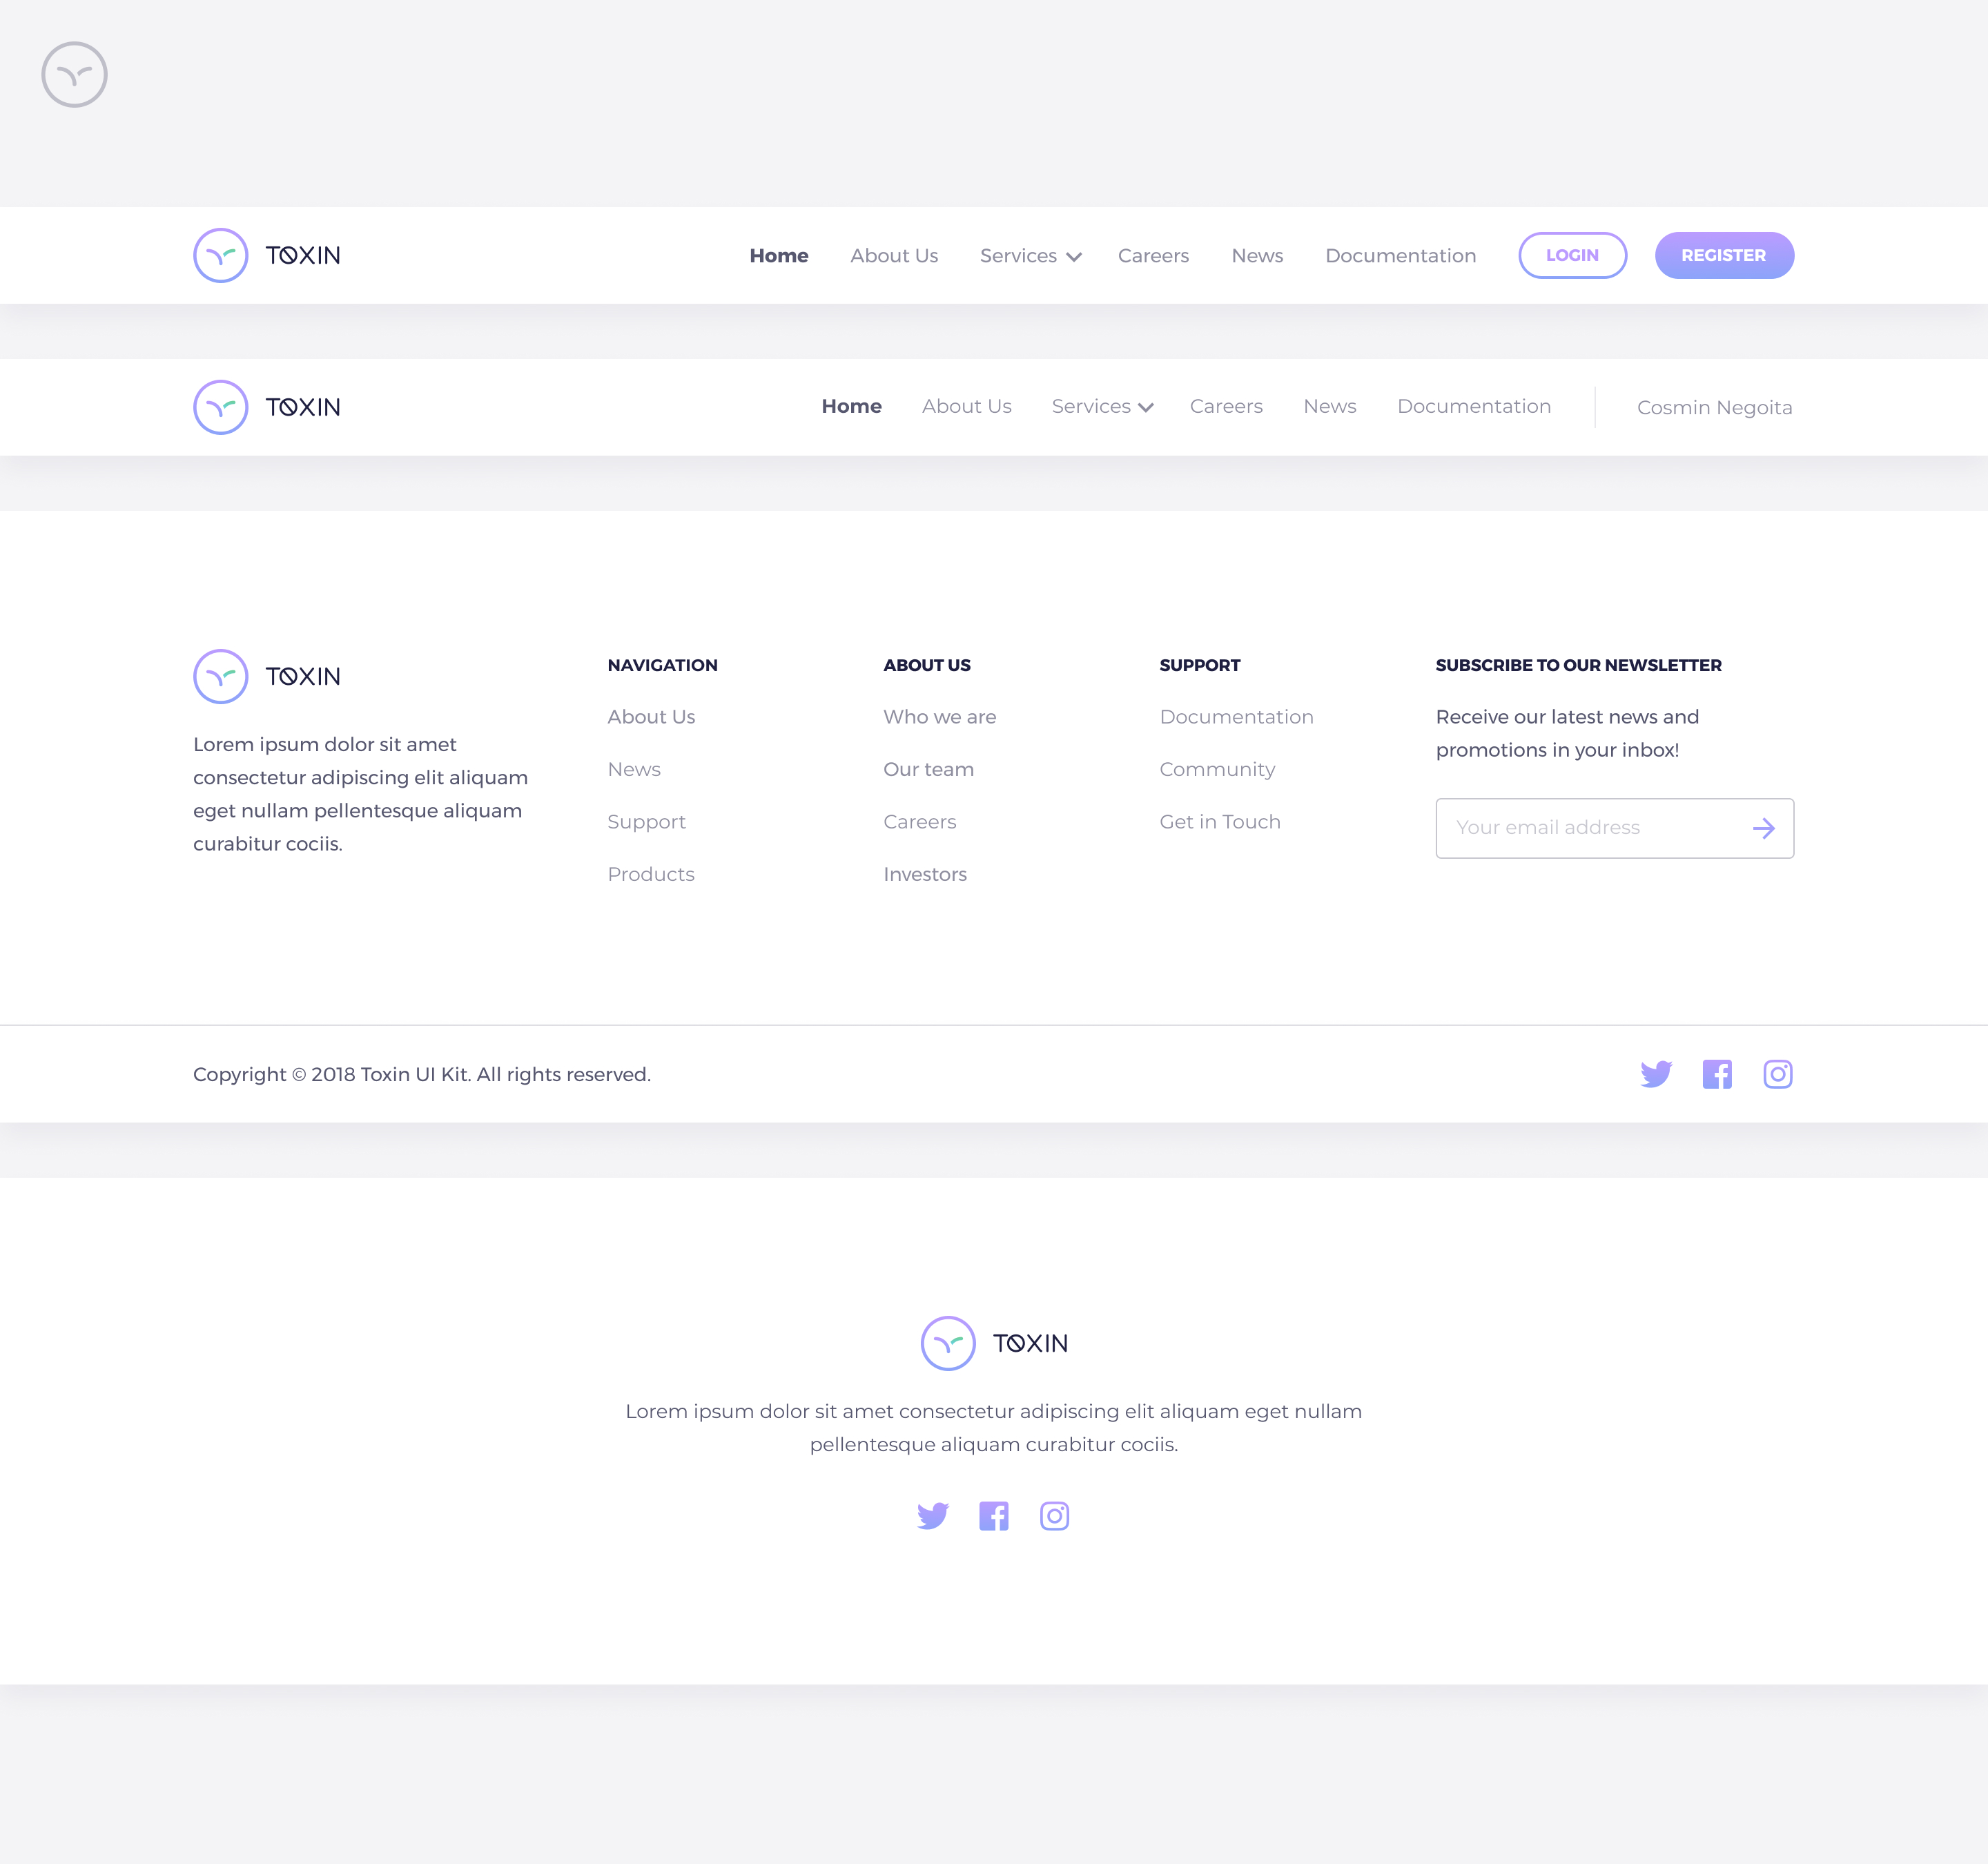 TOXIN
Home About Us Services Careers News Documentation LOGIN REGISTER
TOXIN
Home About Us Services Careers News Documentation Cosmin Negoita
TOXIN
Lorem ipsum dolor sit amet
consectetur adipiscing elit aliquam
eget nullam pellentesque aliquam
curabitur cociis.
NAVIGATION
About Us
News
Support
Products
ABOUT US
Who we are
Our team
Careers
Investors
SUPPORT
Documentation
Community
Get in Touch
SUBSCRIBE TO OUR NEWSLETTER
Receive our latest news and
promotions in your inbox!
Your email address
Copyright © 2018 Toxin UI Kit. All rights reserved.
TOXIN
Lorem ipsum dolor sit amet consectetur adipiscing elit aliquam eget nullam
pellentesque aliquam curabitur cociis.